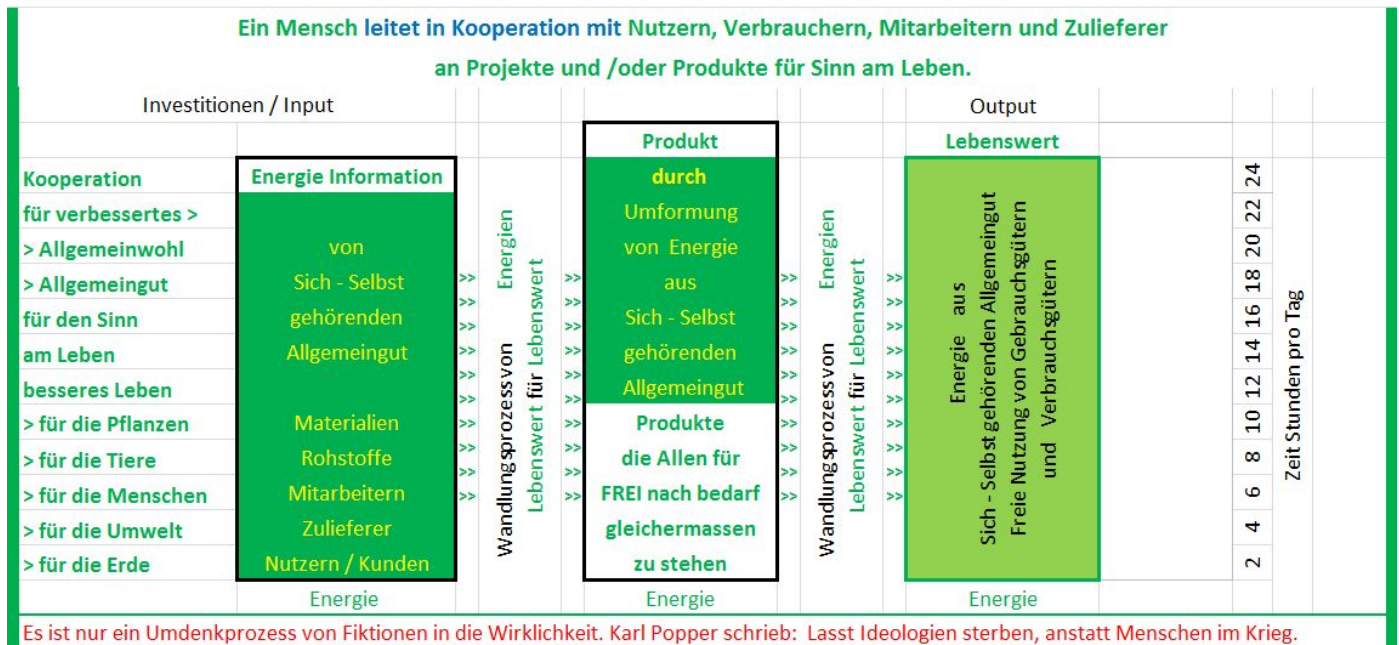 Ein Mensch leitet in Kooperation mit Nutzern, Verbrauchern, Mitarbeitern und Zulieferer
an Projekte und /oder Produkte für Sinn am Leben.
Investitionen / Input
Output
Produkt
Lebenswert
Kooperation
für verbessertes >
> Allgemeinwohl
> Allgemeingut
für den Sinn
am Leben
besseres Leben
> für die Pflanzen
> für die Tiere
> für die Menschen
> für die Umwelt
> für die Erde
Energie Information
von
Sich - Selbst
gehörenden
Allgemeingut
Materialien
Rohstoffe
Mitarbeitern
Zulieferer
Nutzern / Kunden
Energie
>>
>>
>>
>>
>>
>>
>>
>>
>>
>>
Wandlungsprozess von Energien
Lebenswert für Lebenswert
>>
>>
>>
>>
>>
>>
>>
>>
>>
>>
durch
Umformung
von Energie
aus
Sich - Selbst
gehörenden
Allgemeingut
Produkte
die Allen für
FREI nach bedarf
gleichermassen
zu stehen
Energie
>>
>>
>>
>>
>>
>>
>>
>>
>>
>>
Wandlungsprozess von Energien
Lebenswert für Lebenswert
>>
>>
>>
>>
>>
>>
>>
>>
>>
>>
Energie aus
Sich - Selbst gehörenden Allgemeingut
Freie Nutzung von Gebrauchsgütern
und Verbrauchsgütern
Energie
24
22
20
18
16
14
12
10
8
6
4
2
Zeit Stunden pro Tag
Es ist nur ein Umdenkprozess von Fiktionen in die Wirklichkeit. Karl Popper schrieb: Lasst Ideologien sterben, anstatt Menschen im Krieg.